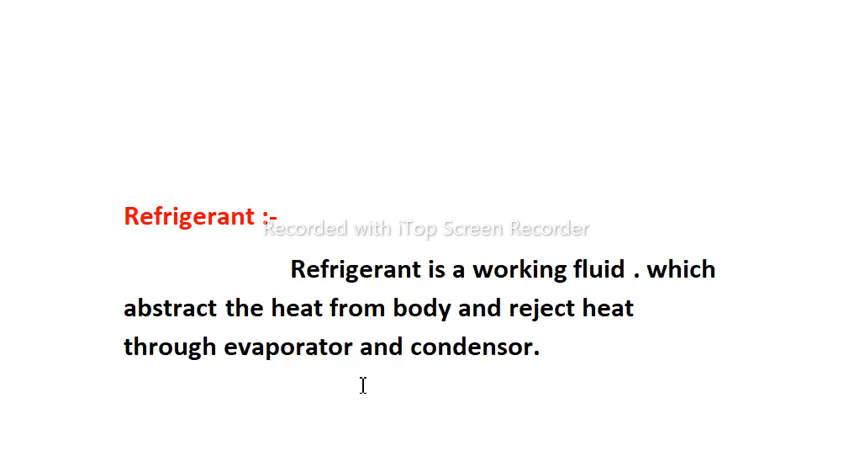 Refrigerant :-
Recorded with iTop Screen Recorder
Refrigerant is a working fluid . which
abstract the heat from body and reject heat
through evaporator and condensor.